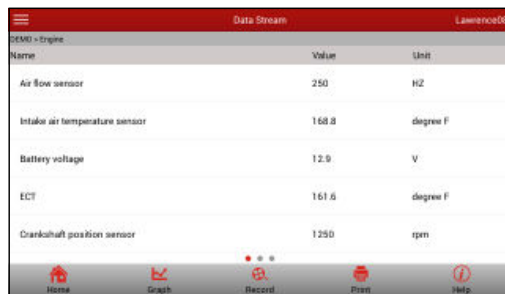 Data Stream LawrenceD
DEMO > Engine
Name Value Unit
Air flow sensor 250 HZ
Intake air temperature sensor 168.8 degree F
Battery voltage 12.9 V
ECT 161.6 degree F
Crankshaft position sensor 1250 rpm
Home Graph Record Print Help